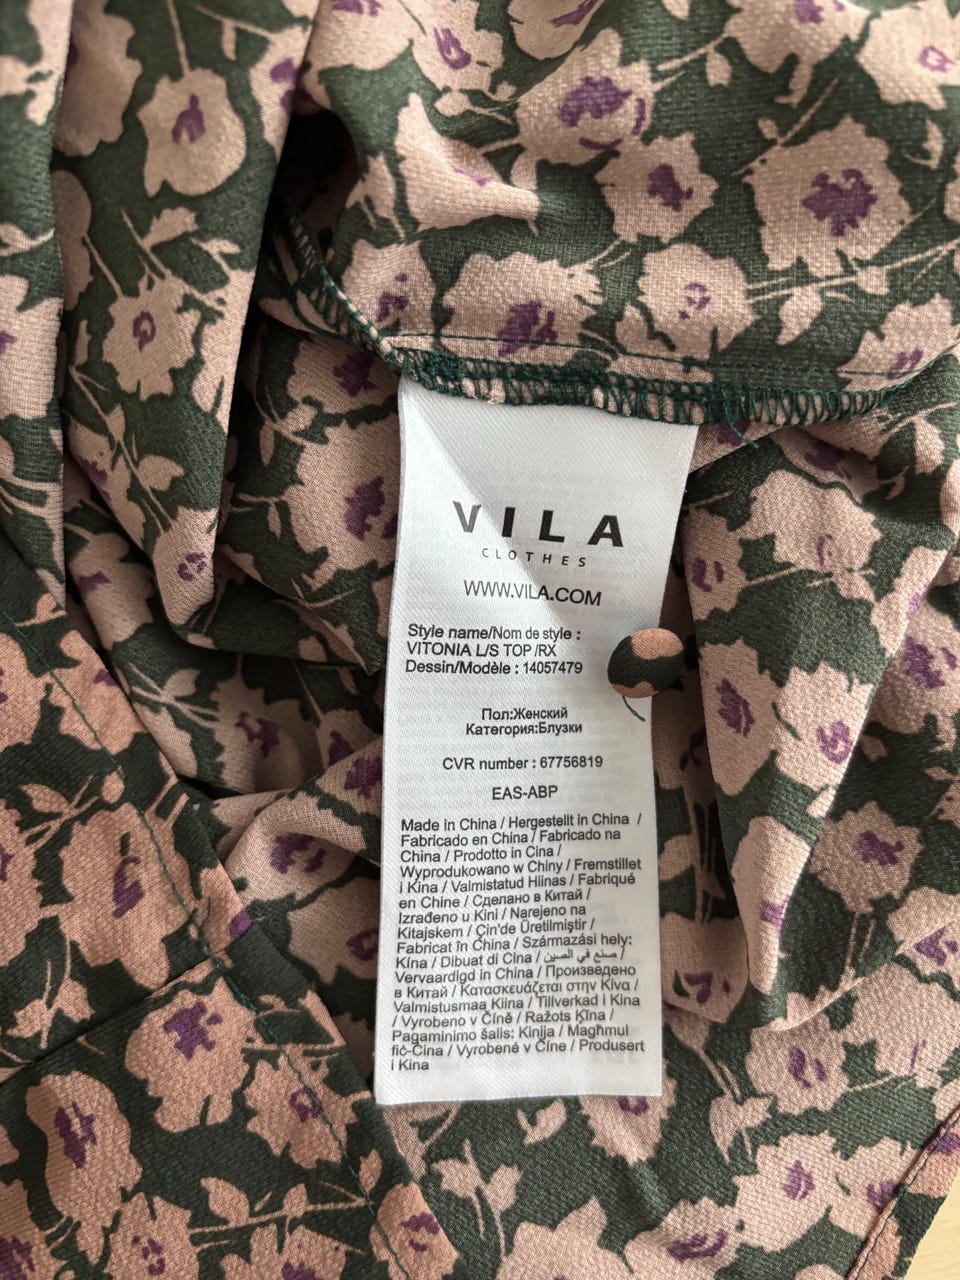 VILA
CLOTHES
WWW.VILA.COM
Style name/Nom de style :
VITONIA L/S TOP /RX
Dessin/Modèle : 14057479
Пол:Женский
Категория:Блузки
CVR number : 67756819
EAS-ABP
Made in China / Hergestellt in China /
Fabricado en China / Fabricado na
China / Prodotto in Cina /
Wyprodukowano w Chiny / Fremstillet
i Kina / Valmistatud Hiinas / Fabriqué
en Chine / Сделано в Китай /
Izrađeno u Kini / Narejeno na
Kitajskem / Çin'de Üretilmiştir /
Fabricat în China / Származási hely:
Kína / Dibuat di Cina / صنع في الصين /
Vervaardigd in China / Произведено
в Китай / Κατασκευάζεται στην Κίνα /
Valmistusmaa Kiina / Tillverkad i Kina
/ Vyrobeno v Číně / Ražots Ķīna /
Pagaminimo šalis: Kinija / Magħmul
fiċ-Ċina / Vyrobené v Číne / Produsert
i Kina